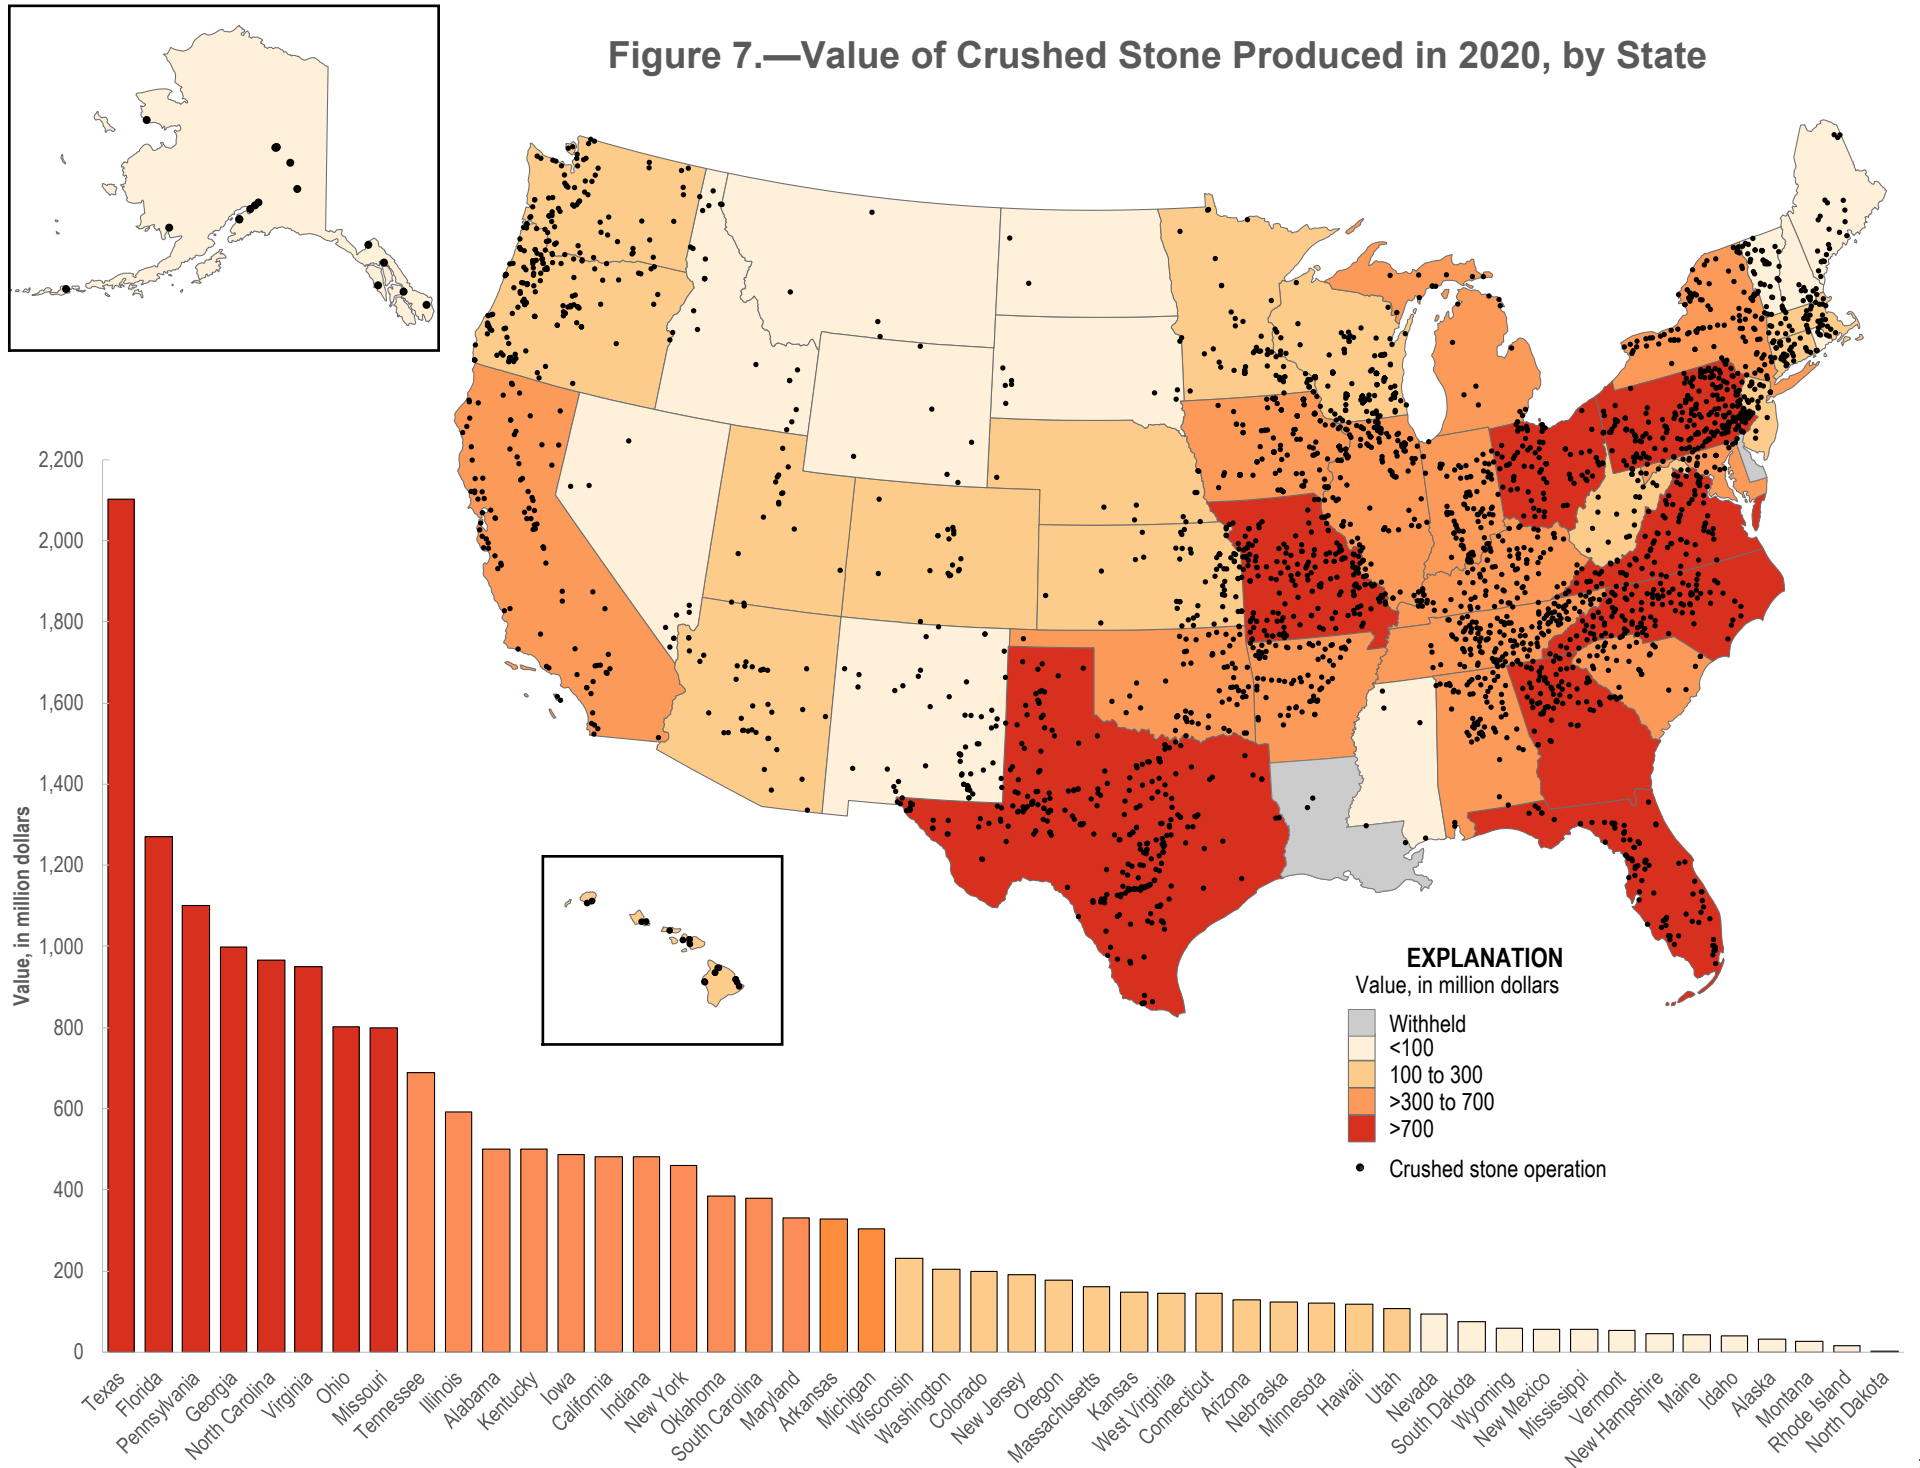 Figure 7.—Value of Crushed Stone Produced in 2020, by State
2,200
2,000
1,800
1,600
1,400
1,200
1,000
800
600
400
200
0
Value, in million dollars
EXPLANATION
Value, in million dollars
Withheld
<100
100 to 300
>300 to 700
>700
Crushed stone operation
Texas
Florida
Pennsylvania
Georgia
North Carolina
Virginia
Ohio
Missouri
Tennessee
Illinois
Alabama
Kentucky
Iowa
California
Indiana
New York
Oklahoma
South Carolina
Maryland
Arkansas
Michigan
Wisconsin
Washington
Colorado
New Jersey
Oregon
Massachusetts
Kansas
West Virginia
Connecticut
Arizona
Nebraska
Minnesota
Hawaii
Utah
Nevada
South Dakota
Wyoming
New Mexico
Mississippi
Vermont
New Hampshire
Maine
Idaho
Alaska
Montana
Rhode Island
North Dakota